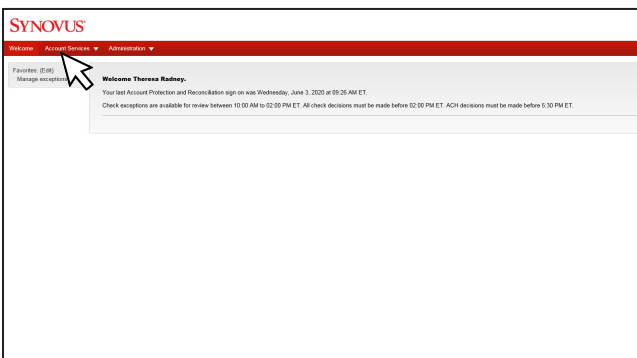 SYNOVUS®
Welcome Account Services ▼ Administration ▼
Favorites: (Edit)
Manage exceptions
Welcome Theresa Radney.
Your last Account Protection and Reconciliation sign on was Wednesday, June 3, 2020 at 09:26 AM ET.
Check exceptions are available for review between 10:00 AM to 02:00 PM ET. All check decisions must be made before 02:00 PM ET. ACH decisions must be made before 5:30 PM ET.